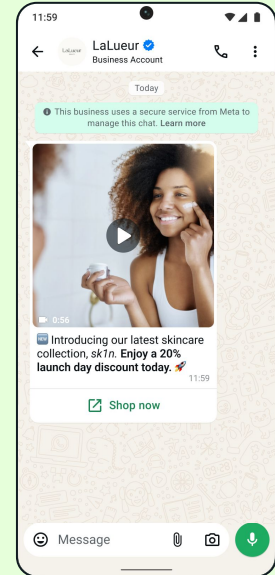 11:59
LaLueur
LaLueur
Business Account
Today
This business uses a secure service from Meta to
manage this chat. Learn more
0:56
🆕 Introducing our latest skincare
collection, sk1n. Enjoy a 20%
launch day discount today. 🚀
11:59
Shop now
Message